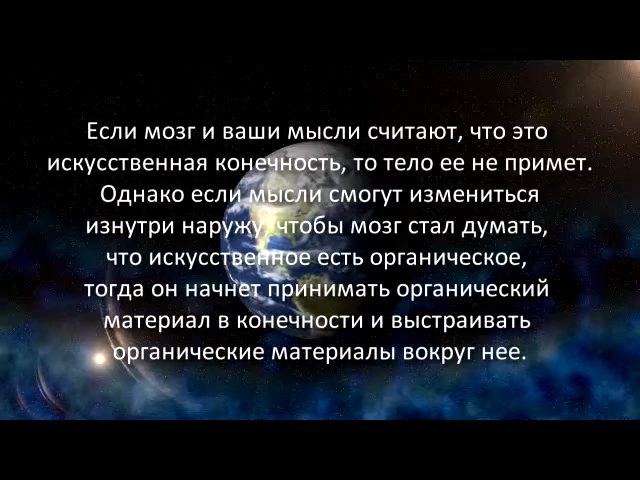 Если мозг и ваши мысли считают, что это
искусственная конечность, то тело ее не примет.
Однако если мысли смогут измениться
изнутри наружу, чтобы мозг стал думать,
что искусственное есть органическое,
тогда он начнет принимать органический
материал в конечности и выстраивать
органические материалы вокруг нее.